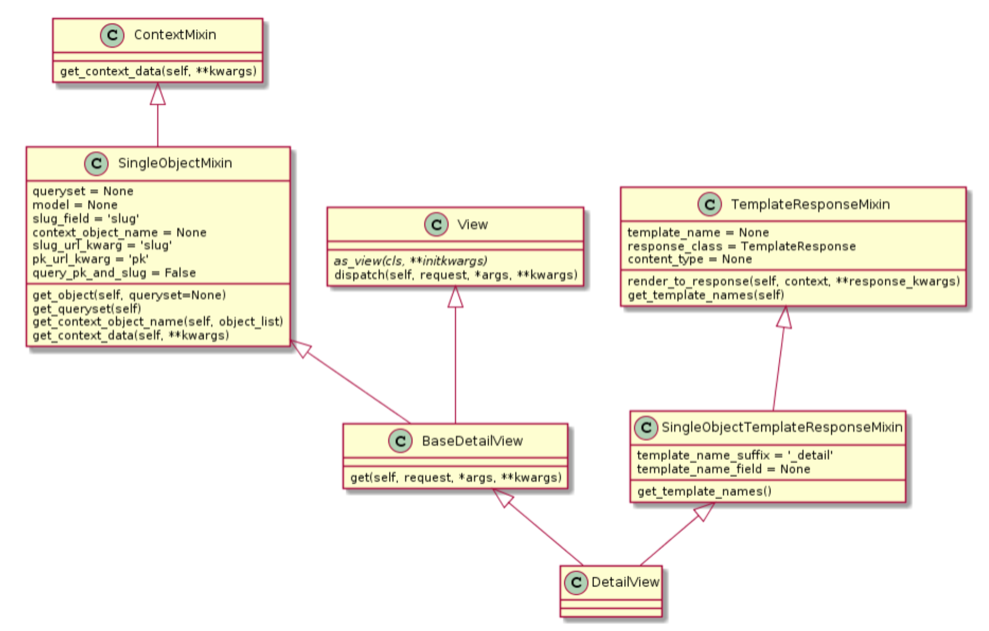 C ContextMixin
get_context_data(self, **kwargs)
C SingleObjectMixin
queryset = None
model = None
slug_field = 'slug'
context_object_name = None
slug_url_kwarg = 'slug'
pk_url_kwarg = 'pk'
query_pk_and_slug = False
get_object(self, queryset=None)
get_queryset(self)
get_context_object_name(self, object_list)
get_context_data(self, **kwargs)
C View
as_view(cls, **initkwargs)
dispatch(self, request, *args, **kwargs)
C TemplateResponseMixin
template_name = None
response_class = TemplateResponse
content_type = None
render_to_response(self, context, **response_kwargs)
get_template_names(self)
C BaseDetailView
get(self, request, *args, **kwargs)
C SingleObjectTemplateResponseMixin
template_name_suffix = '_detail'
template_name_field = None
get_template_names()
C DetailView